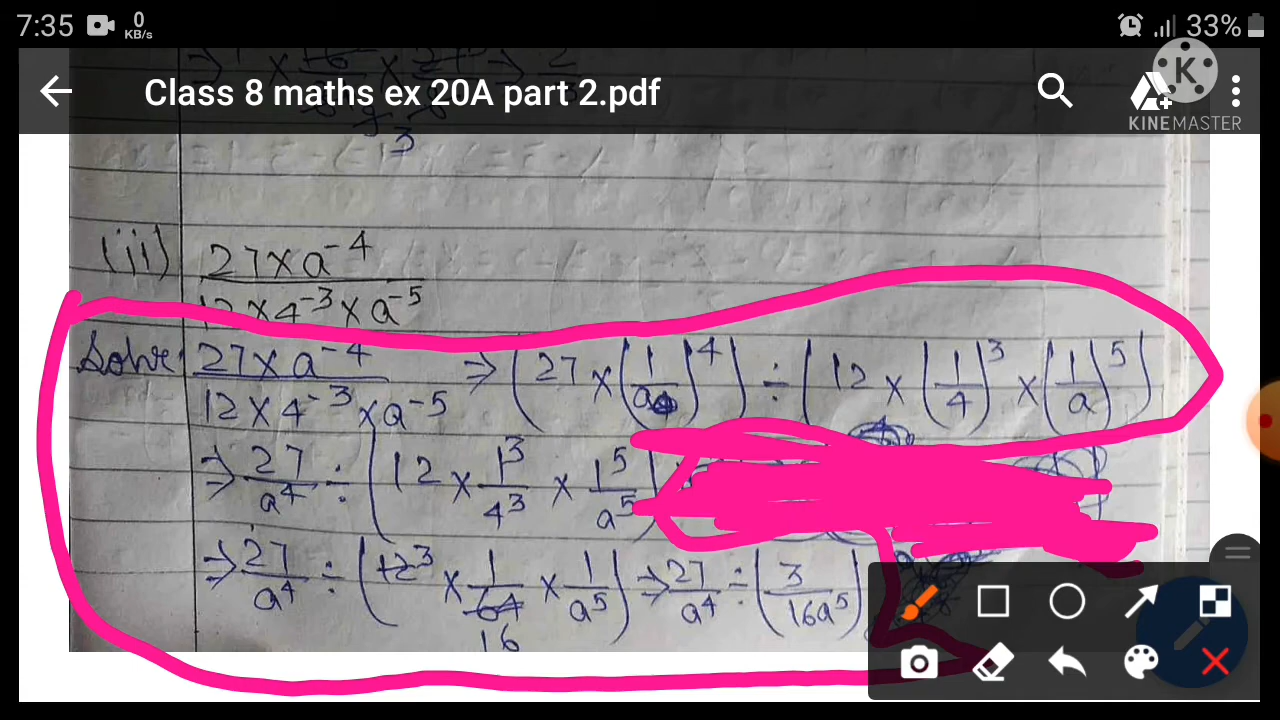 7:35 0 KB/s 33%
Class 8 maths ex 20A part 2.pdf
K
KINEMASTER
3
(ii) 27×a⁻⁴
12×4⁻³×a⁻⁵
Solve: 27×a⁻⁴ ⇒ (27×(1/a)⁴) ÷ (12×(1/4)³×(1/a)⁵)
12×4⁻³×a⁻⁵
⇒ 27/a⁴ ÷ (12×1³/4³×1⁵/a⁵)
⇒ 27/a⁴ ÷ (12³×1/64×1/a⁵) ⇒ 27/a⁴ ÷ (3/16a⁵)
16